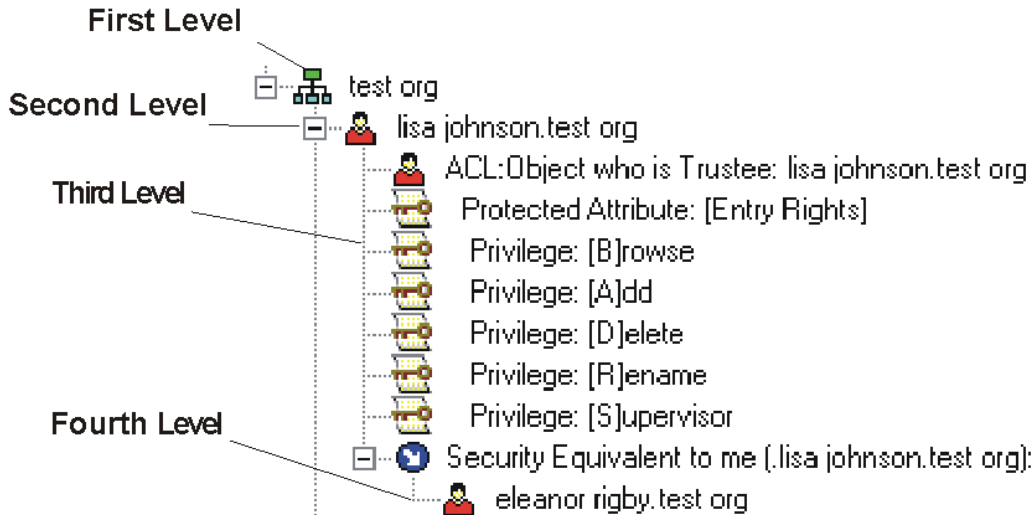 First Level
test org
Second Level
lisa johnson.test org
ACL:Object who is Trustee: lisa johnson.test org
Third Level
Protected Attribute: [Entry Rights]
Privilege: [B]rowse
Privilege: [A]dd
Privilege: [D]elete
Privilege: [R]ename
Privilege: [S]upervisor
Fourth Level
Security Equivalent to me (.lisa johnson.test org):
eleanor rigby.test org